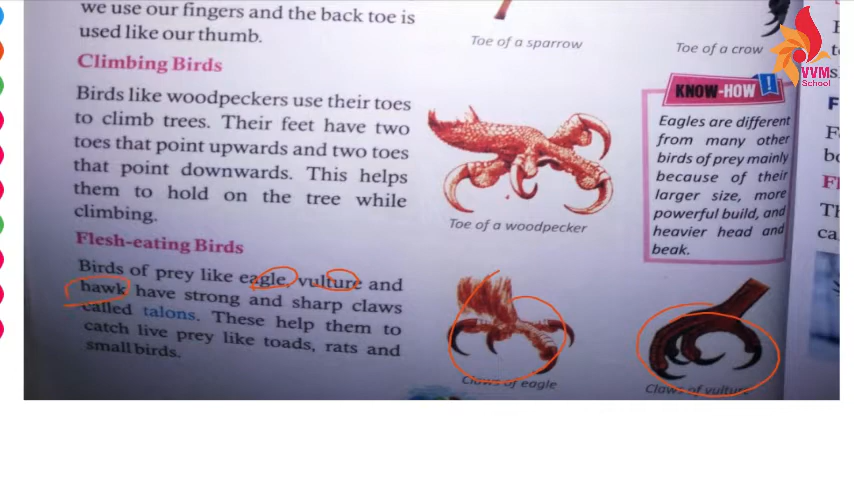 we use our fingers and the back toe is
used like our thumb.
Climbing Birds
Birds like woodpeckers use their toes
to climb trees. Their feet have two
toes that point upwards and two toes
that point downwards. This helps
them to hold on the tree while
climbing.
Flesh-eating Birds
Birds of prey like eagle, vulture and
hawk have strong and sharp claws
called talons. These help them to
catch live prey like toads, rats and
small birds.
Toe of a sparrow
Toe of a crow
Toe of a woodpecker
Claws of eagle
Claws of vulture
KNOW-HOW !
Eagles are different
from many other
birds of prey mainly
because of their
larger size, more
powerful build, and
heavier head and
beak.
VVM
School